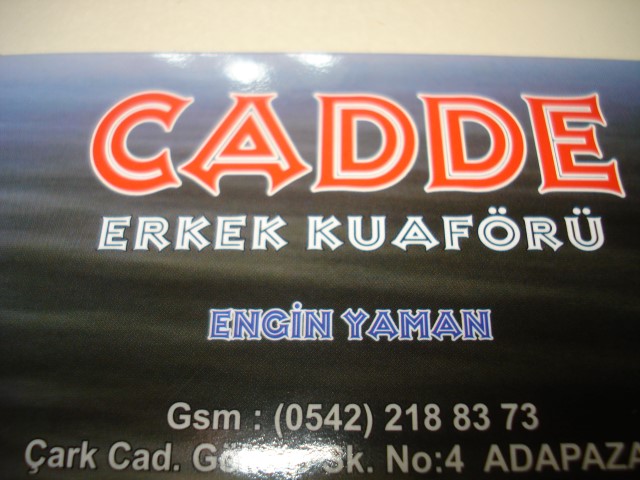 CADDE
ERKEK KUAFÖRÜ
ENGİN YAMAN
Gsm : (0542) 218 83 73
Çark Cad. Sk. No:4 ADAPAZA